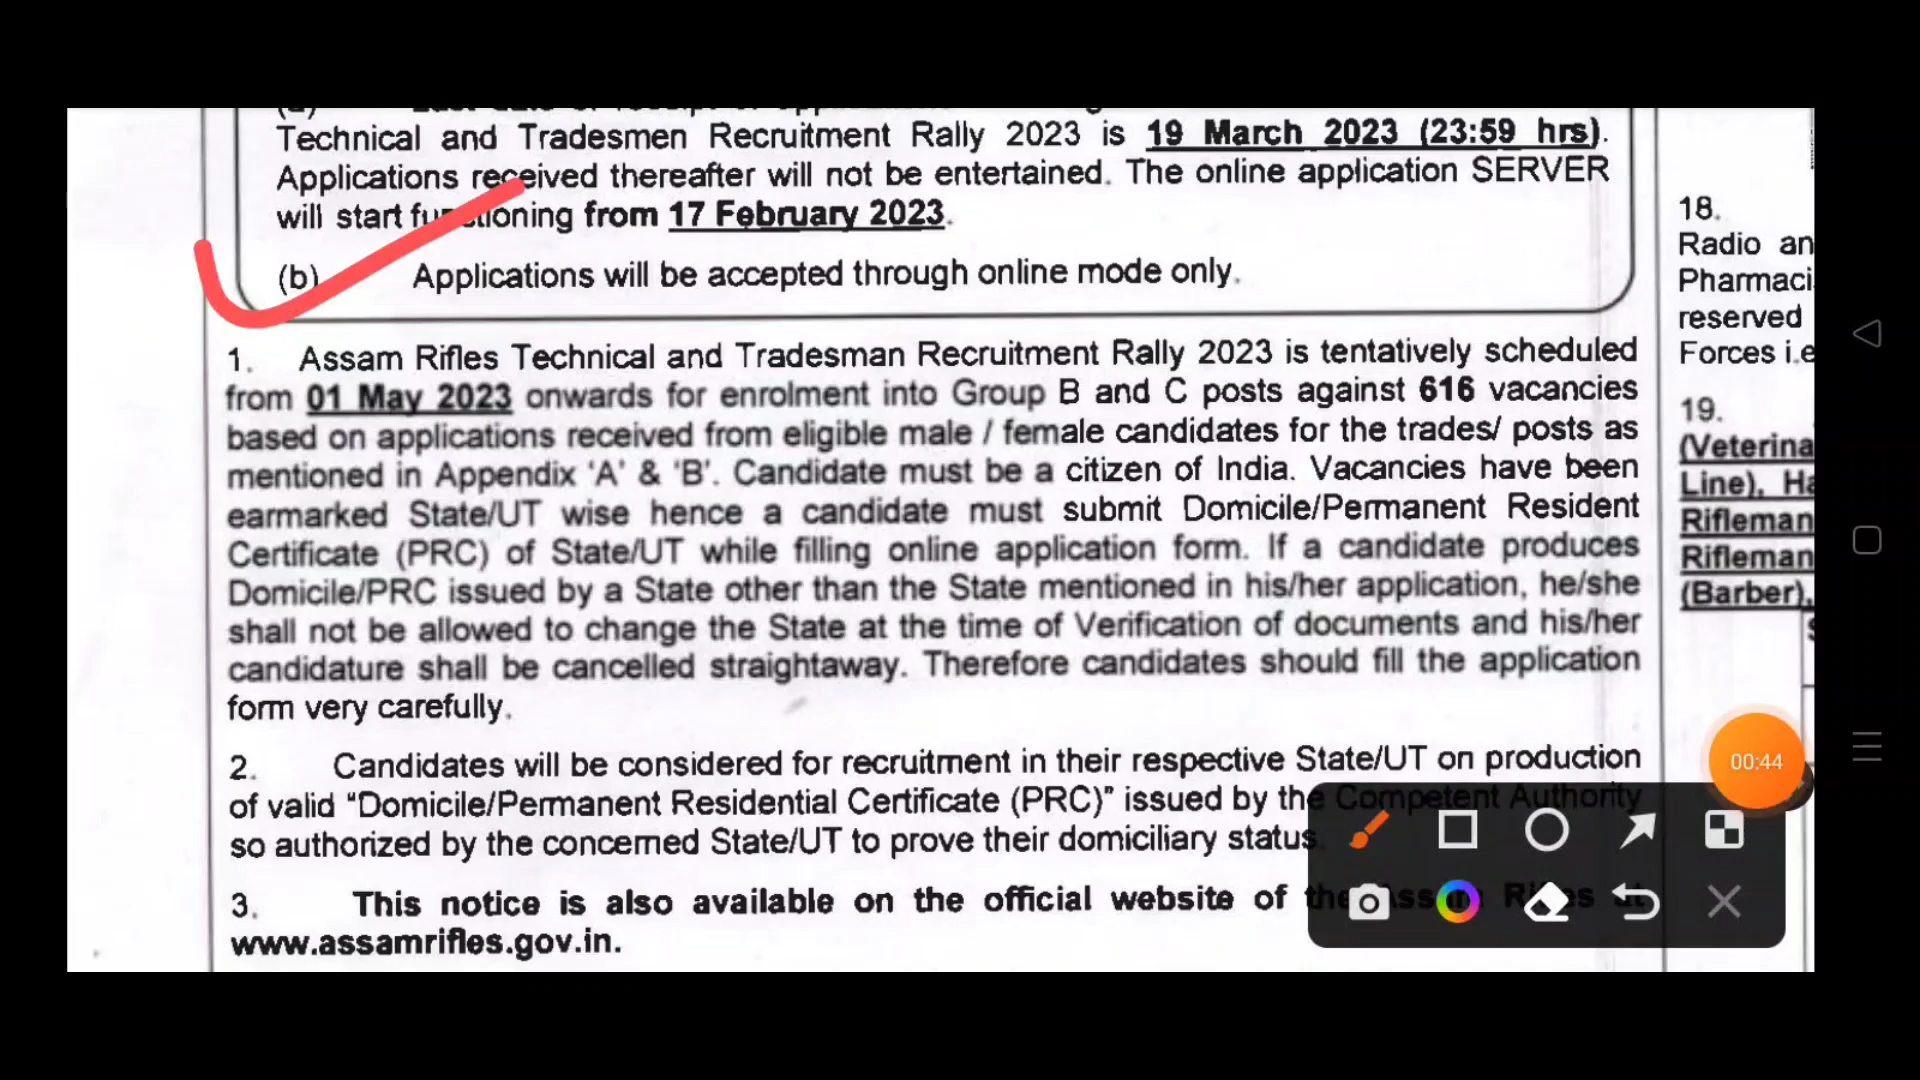 Technical and Tradesmen Recruitment Rally 2023 is 19 March 2023 (23:59 hrs).
Applications received thereafter will not be entertained. The online application SERVER
will start functioning from 17 February 2023.
(b) Applications will be accepted through online mode only.
1. Assam Rifles Technical and Tradesman Recruitment Rally 2023 is tentatively scheduled
from 01 May 2023 onwards for enrolment into Group B and C posts against 616 vacancies
based on applications received from eligible male / female candidates for the trades/ posts as
mentioned in Appendix ‘A’ & ‘B’. Candidate must be a citizen of India. Vacancies have been
earmarked State/UT wise hence a candidate must submit Domicile/Permanent Resident
Certificate (PRC) of State/UT while filling online application form. If a candidate produces
Domicile/PRC issued by a State other than the State mentioned in his/her application, he/she
shall not be allowed to change the State at the time of Verification of documents and his/her
candidature shall be cancelled straightaway. Therefore candidates should fill the application
form very carefully.
2. Candidates will be considered for recruitment in their respective State/UT on production
of valid “Domicile/Permanent Residential Certificate (PRC)” issued by the Competent Authority
so authorized by the concerned State/UT to prove their domiciliary status.
3. This notice is also available on the official website of the Assam Rifles at
www.assamrifles.gov.in.
18.
Radio an
Pharmaci
reserved
Forces i.e
19.
(Veterina
Line), Ha
Rifleman
Rifleman
(Barber),
00:44